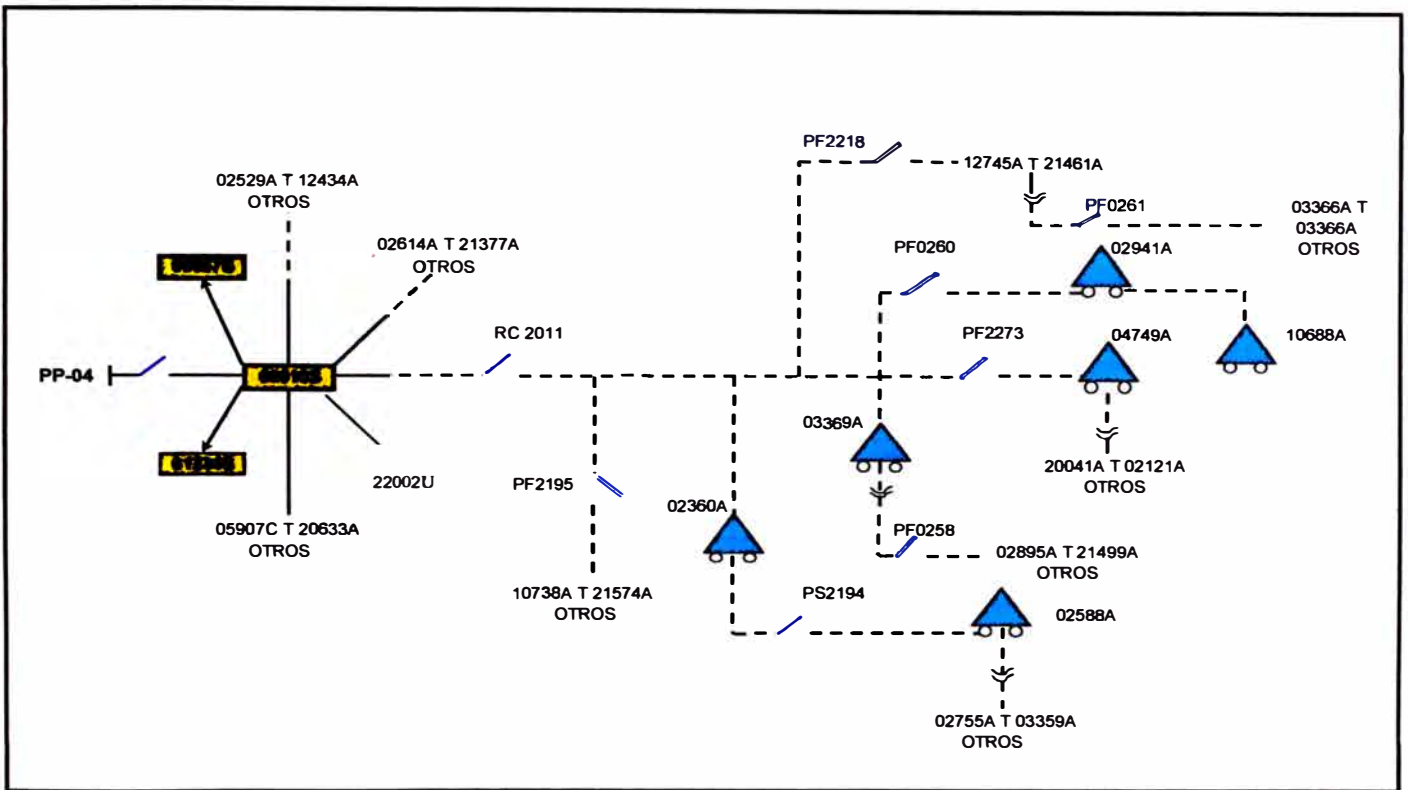 PF2218
12745A T 21461A
02529A T 12434A
OTROS
PF0261
03366A T
03366A
OTROS
02614A T 21377A
OTROS
PF0260
02941A
RC 2011
PF2273
04749A
10688A
PP-04
03369A
20041A T 02121A
OTROS
22002U
PF2195
02360A
05907C T 20633A
OTROS
PF0258
02895A T 21499A
OTROS
10738A T 21574A
OTROS
PS2194
02588A
02755A T 03359A
OTROS